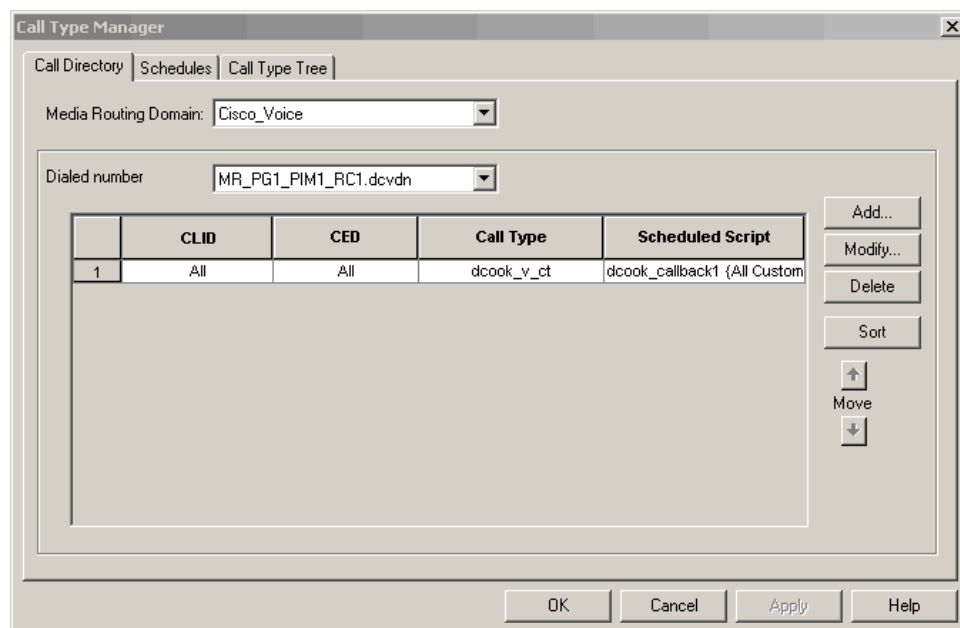 Call Type Manager
Call Directory Schedules Call Type Tree
Media Routing Domain: Cisco_Voice
Dialed number MR_PG1_PIM1_RC1.dcvdn
CLID CED Call Type Scheduled Script
1 All All dcook_v_ct dcook_callback1 {All Custom
Add...
Modify...
Delete
Sort
Move
OK Cancel Apply Help